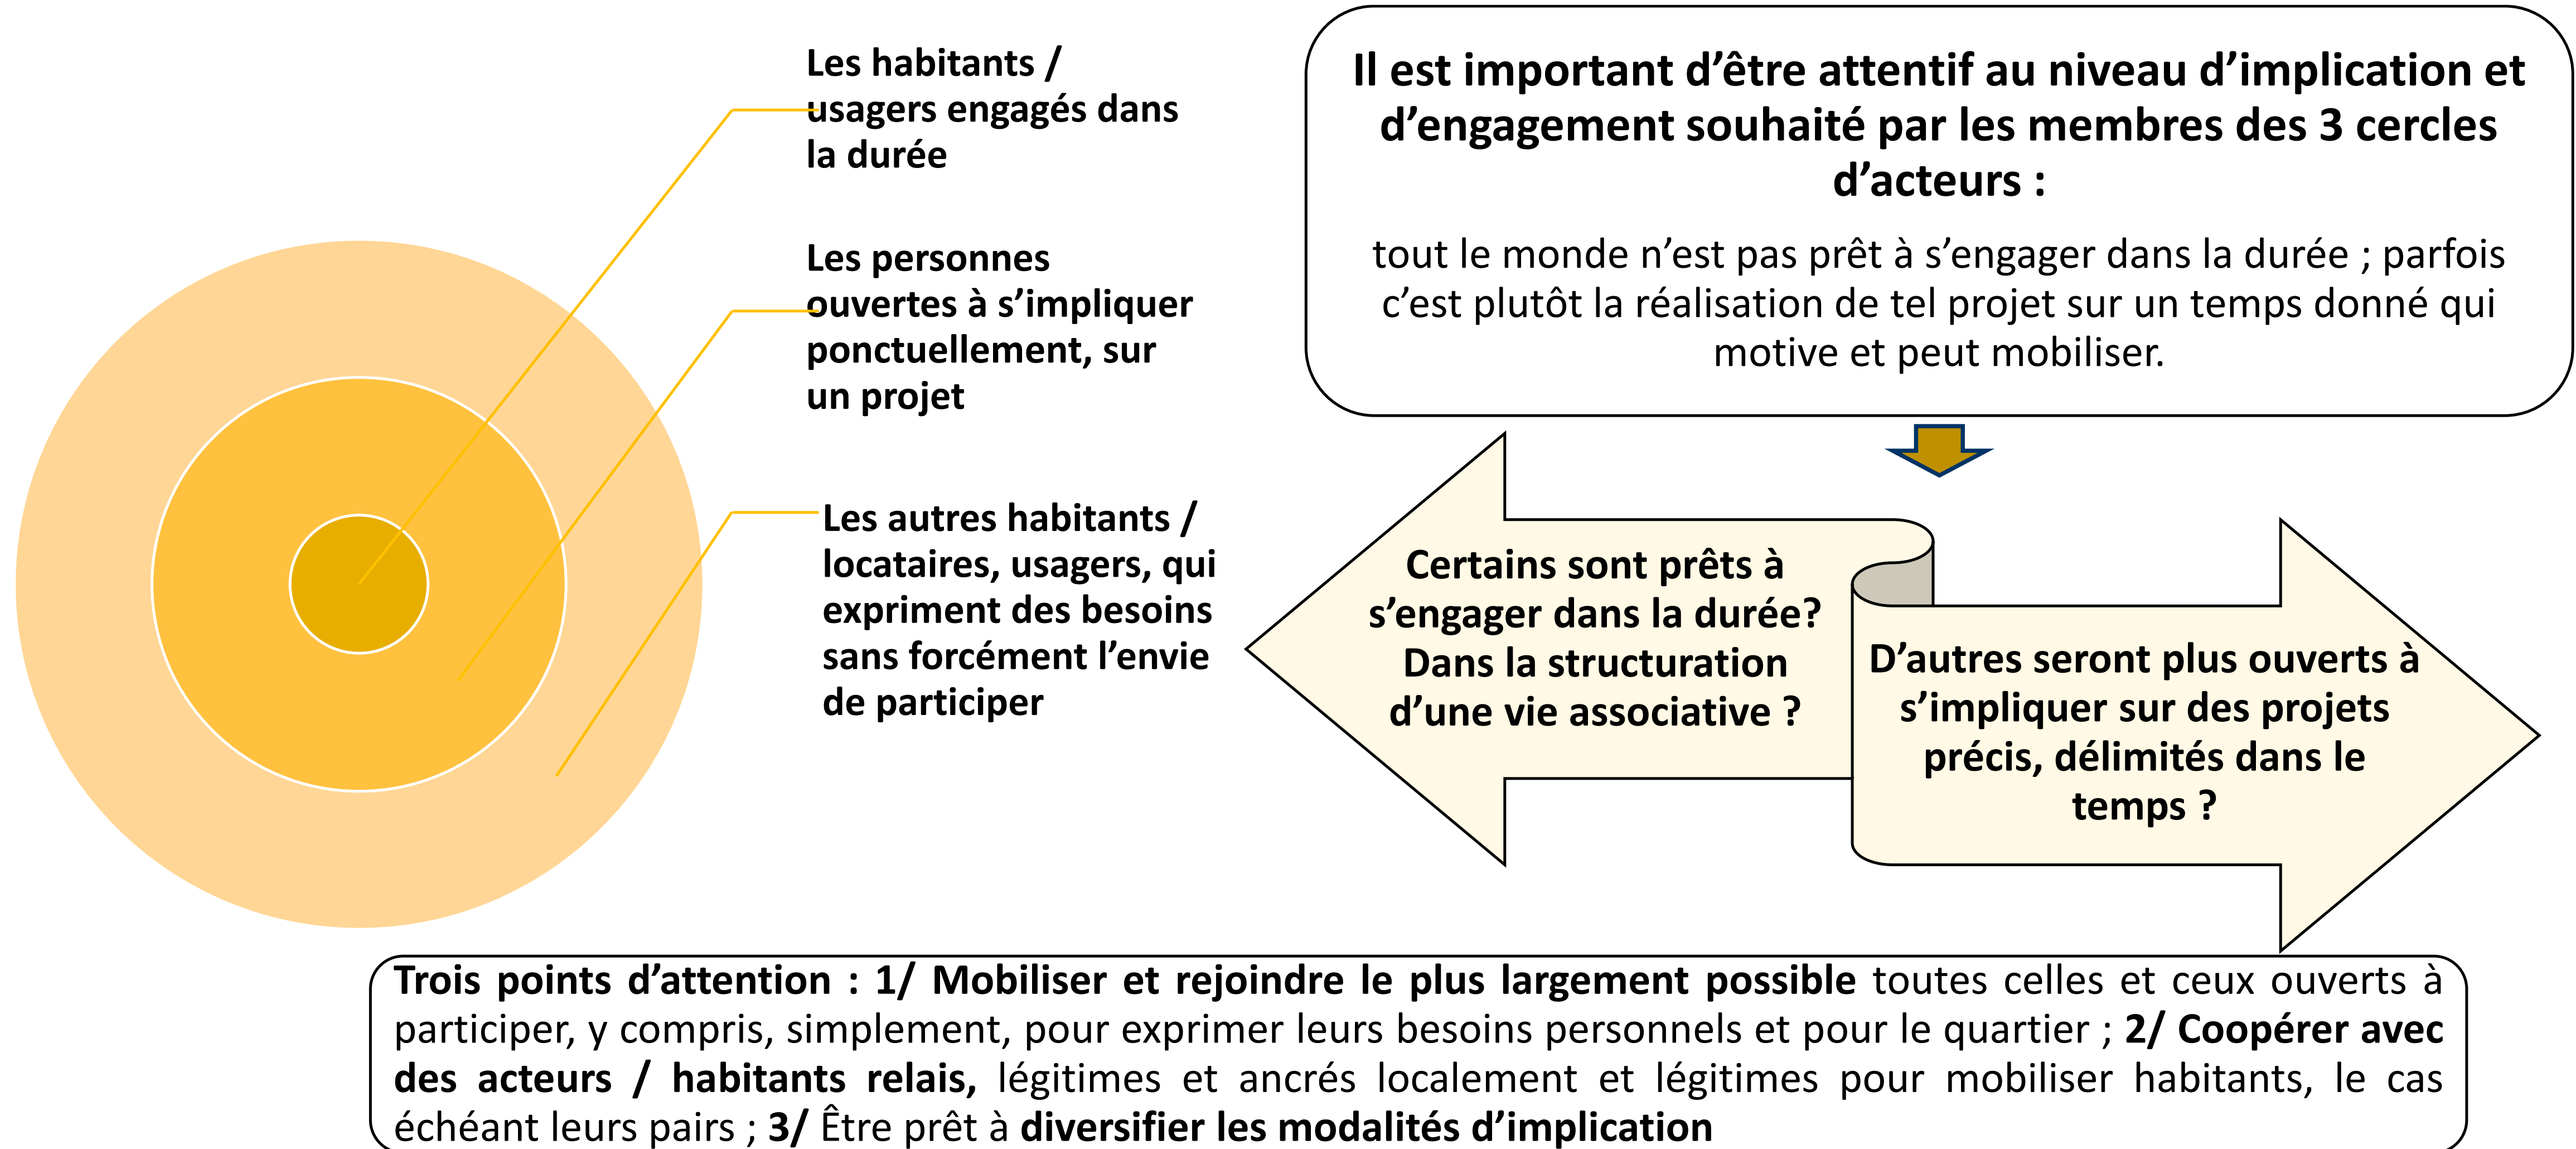 Les habitants /
usagers engagés dans
la durée
Les personnes
ouvertes à s’impliquer
ponctuellement, sur
un projet
Les autres habitants /
locataires, usagers, qui
expriment des besoins
sans forcément l’envie
de participer
Il est important d’être attentif au niveau d’implication et
d’engagement souhaité par les membres des 3 cercles
d’acteurs :
tout le monde n’est pas prêt à s’engager dans la durée ; parfois
c’est plutôt la réalisation de tel projet sur un temps donné qui
motive et peut mobiliser.
Certains sont prêts à
s’engager dans la durée?
Dans la structuration
d’une vie associative ?
D’autres seront plus ouverts à
s’impliquer sur des projets
précis, délimités dans le
temps ?
Trois points d’attention : 1/ Mobiliser et rejoindre le plus largement possible toutes celles et ceux ouverts à
participer, y compris, simplement, pour exprimer leurs besoins personnels et pour le quartier ; 2/ Coopérer avec
des acteurs / habitants relais, légitimes et ancrés localement et légitimes pour mobiliser habitants, le cas
échéant leurs pairs ; 3/ Être prêt à diversifier les modalités d’implication